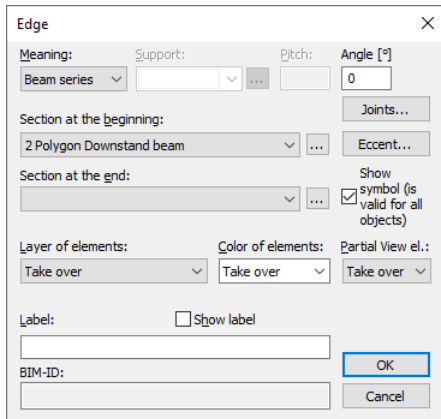 Edge
Meaning: Support: Pitch: Angle [°]
Beam series ... 0
Joints...
Section at the beginning:
2 Polygon Downstand beam ... Eccent...
Section at the end:
Show
symbol (is
valid for all
objects)
...
Layer of elements: Color of elements: Partial View el.:
Take over Take over Take over
Label: Show label
BIM-ID:
OK
Cancel